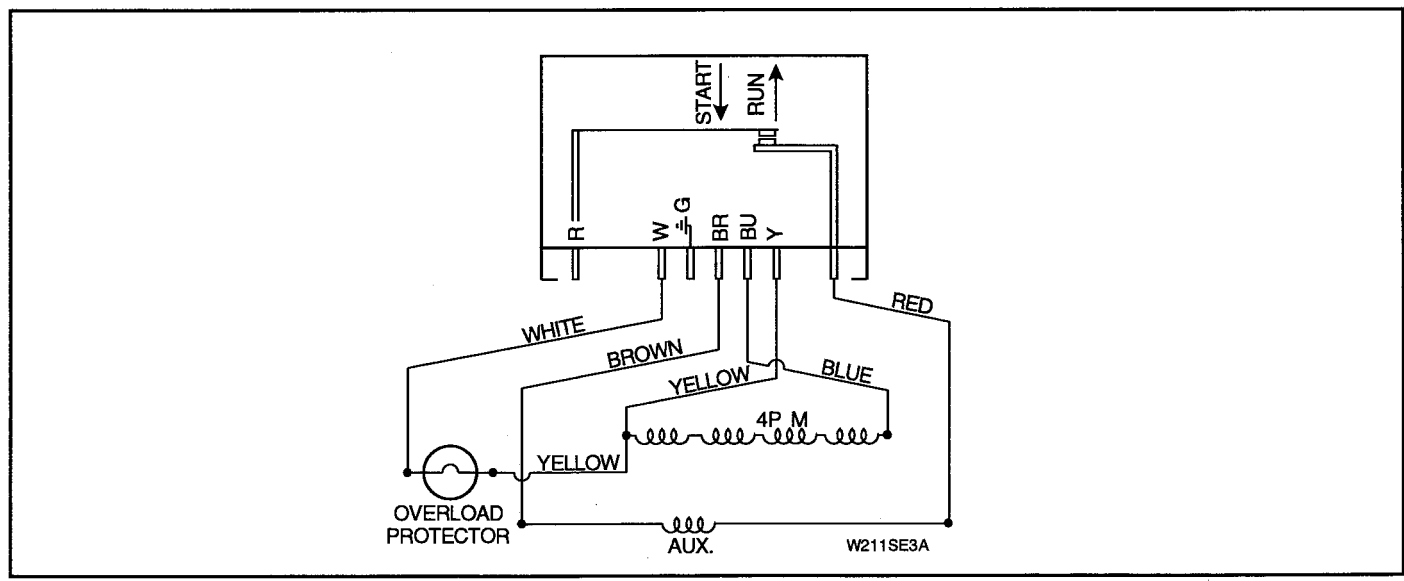 START
RUN
R
W
G
BR
BU
Y
RED
WHITE
BROWN
YELLOW
BLUE
4P M
YELLOW
OVERLOAD
PROTECTOR
AUX.
W211SE3A